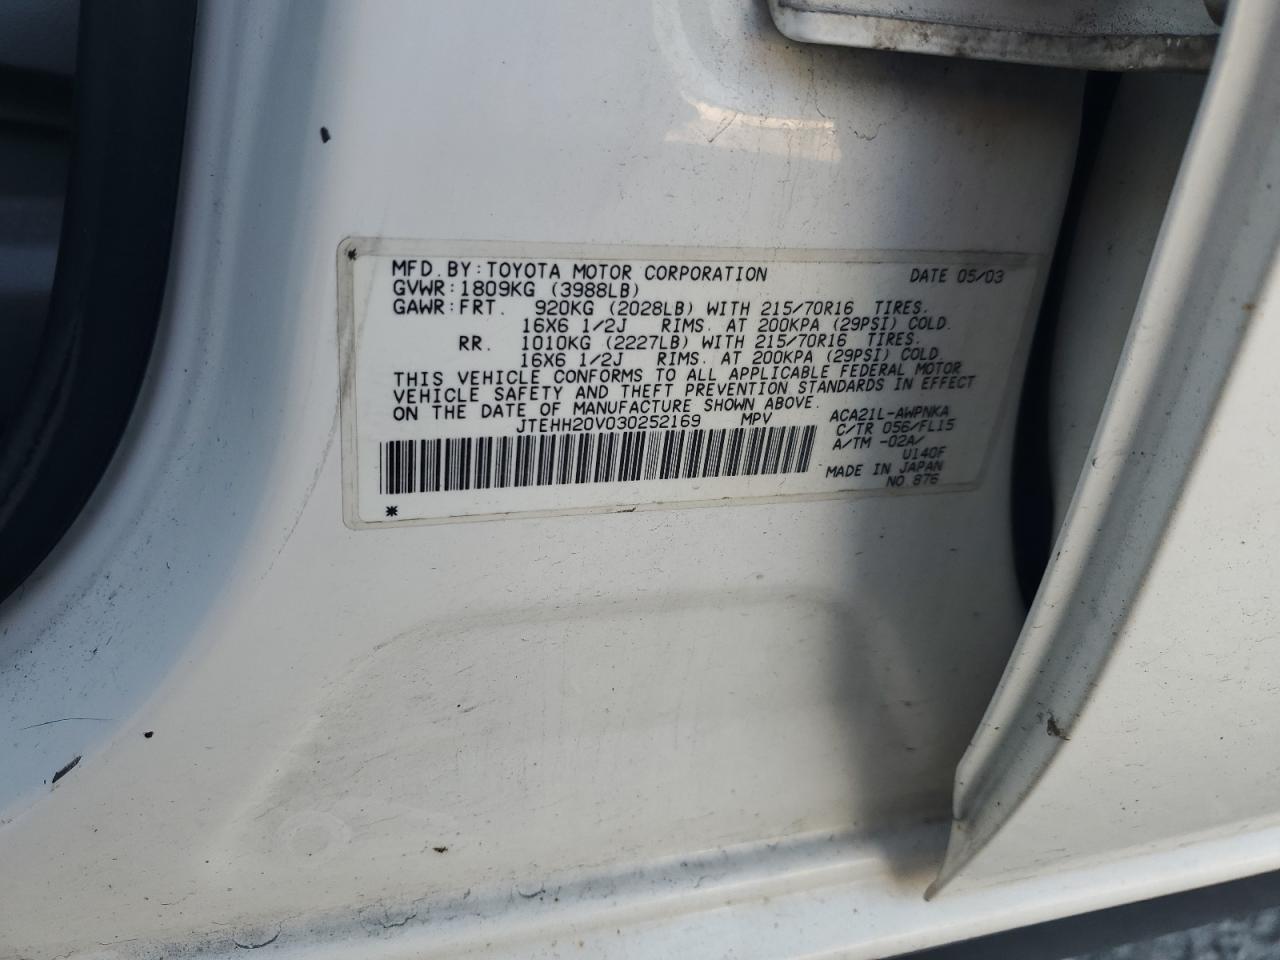 MFD. BY: TOYOTA MOTOR CORPORATION DATE 05/03
GVWR: 1809KG (3988LB)
GAWR: FRT. 920KG (2028LB) WITH 215/70R16 TIRES.
16X6 1/2J RIMS. AT 200KPA (29PSI) COLD.
RR. 1010KG (2227LB) WITH 215/70R16 TIRES.
16X6 1/2J RIMS. AT 200KPA (29PSI) COLD.
THIS VEHICLE CONFORMS TO ALL APPLICABLE FEDERAL MOTOR
VEHICLE SAFETY AND THEFT PREVENTION STANDARDS IN EFFECT
ON THE DATE OF MANUFACTURE SHOWN ABOVE.
JTEHH20V030252169 MPV
ACA21L-AWPNKA
C/TR 056/FL15
A/TM -02A/
U140F
MADE IN JAPAN
NO 876